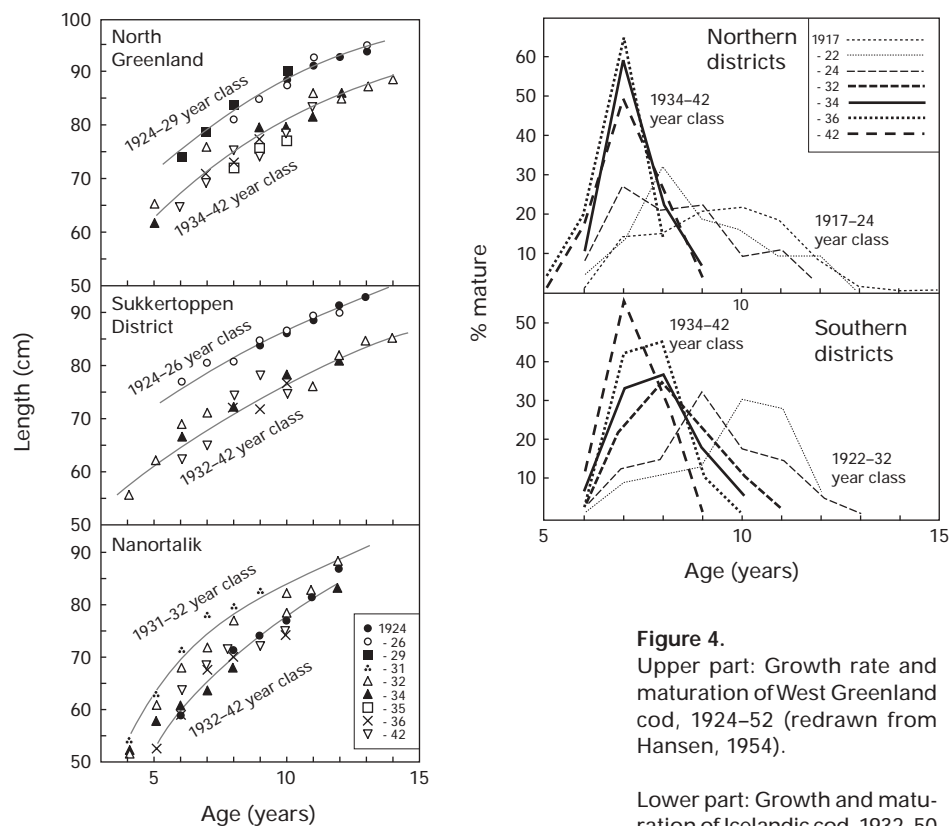 100
90
80
70
60
50
North
Greenland
1924–29 year class
1934–42 year class
90
80
70
60
50
Sukkertoppen
District
1924–26 year class
1932–42 year class
90
80
70
60
50
Nanortalik
1931–32 year class
1932–42 year class
1924
- 26
- 29
- 31
- 32
- 34
- 35
- 36
- 42
5 10 15
Length (cm)
Age (years)
60
50
40
30
20
10
Northern
districts
1934–42
year class
1917–24
year class
1917
- 22
- 24
- 32
- 34
- 36
- 42
10
50
40
30
20
10
Southern
districts
1934–42
year class
1922–32
year class
5 10 15
% mature
Age (years)
Figure 4.
Upper part: Growth rate and
maturation of West Greenland
cod, 1924–52 (redrawn from
Hansen, 1954).
Lower part: Growth and matu-
ration of Icelandic cod, 1932–50